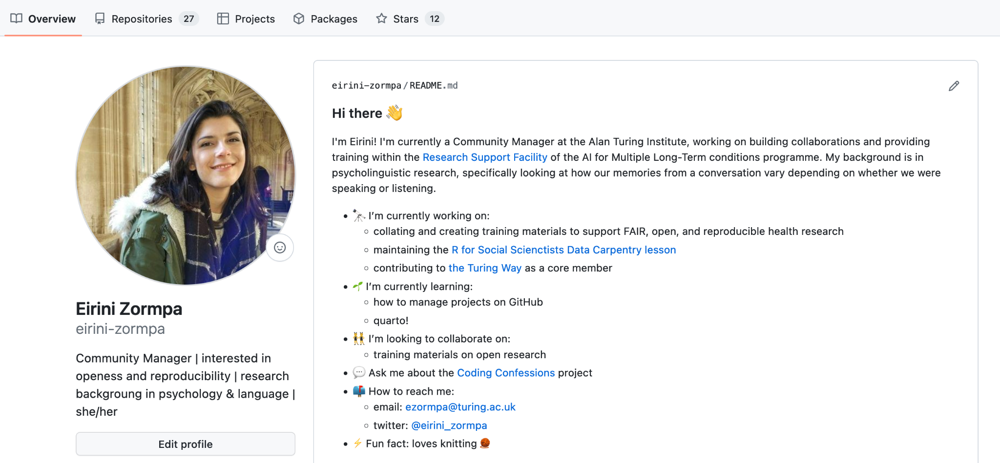 Overview Repositories 27 Projects Packages Stars 12
eirini-zormpa/README.md
Hi there 👋
I'm Eirini! I'm currently a Community Manager at the Alan Turing Institute, working on building collaborations and providing
training within the Research Support Facility of the AI for Multiple Long-Term conditions programme. My background is in
psycholinguistic research, specifically looking at how our memories from a conversation vary depending on whether we were
speaking or listening.
• 🔭 I’m currently working on:
◦ collating and creating training materials to support FAIR, open, and reproducible health research
◦ maintaining the R for Social Scienctists Data Carpentry lesson
◦ contributing to the Turing Way as a core member
• 🌱 I’m currently learning:
◦ how to manage projects on GitHub
◦ quarto!
• 👯 I’m looking to collaborate on:
◦ training materials on open research
• 💬 Ask me about the Coding Confessions project
• 📫 How to reach me:
◦ email: ezormpa@turing.ac.uk
◦ twitter: @eirini_zormpa
• ⚡ Fun fact: loves knitting 🧶
Eirini Zormpa
eirini-zormpa
Community Manager | interested in
openess and reproducibility | research
backgroung in psychology & language |
she/her
Edit profile